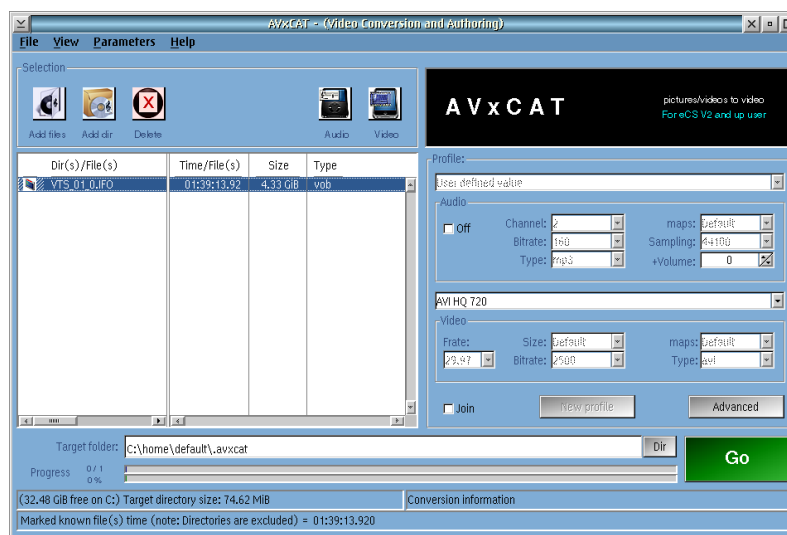 AVxCAT - (Video Conversion and Authoring)
File View Parameters Help
Selection
Add files Add dir Delete Audio Video
AVxCAT
pictures/videos to video
For eCS V2 and up user
Dir(s)/File(s) Time/File(s) Size Type
VTS_01_0.IFO 01:39:13.92 4.33 GiB vob
Profile:
User defined value
Audio
Off
Channel: 2 maps: Default
Bitrate: 160 Sampling: 44100
Type: mp3 +Volume: 0
AVI HQ 720
Video
Frate: Size: Default maps: Default
29.97 Bitrate: 2500 Type: avi
Join New profile Advanced
Target folder: C:\home\default\.avxcat Dir
Go
Progress 0/1
0%
(32.48 GiB free on C:) Target directory size: 74.62 MiB Conversion information
Marked known file(s) time (note: Directories are excluded) = 01:39:13.920